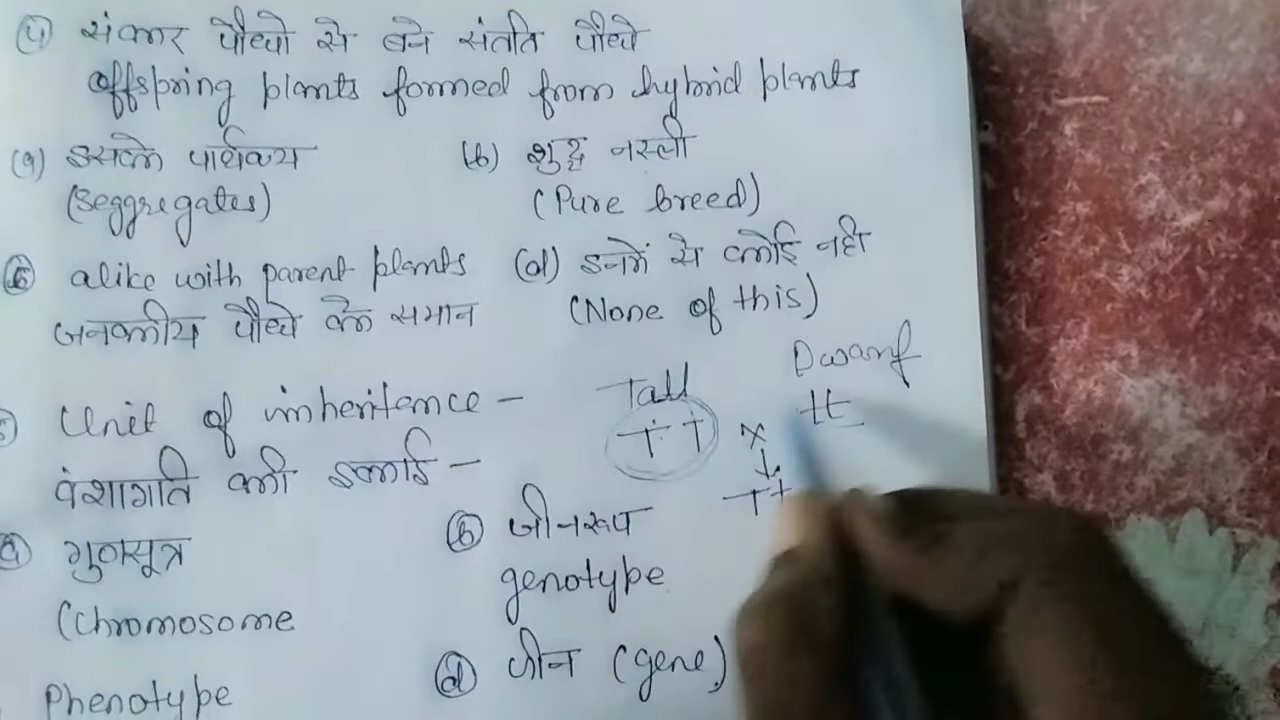 (4) संकर पौधो से बने संतति पौधे
offspring plants formed from hybrid plants
(a) इसके पार्थक्य (b) शुद्ध नस्ली
(Seggregates) (Pure breed)
(c) alike with parent plants (d) इनमें से कोई नही
जनकीय पौधे के समान (None of this)
Unit of inheritence - Tall Dwarf
TT × tt
वंशागति की इकाई -
↓
Tt
(a) गुणसूत्र (b) जीनरूप
(Chromosome genotype
Phenotype (d) जीन (gene)